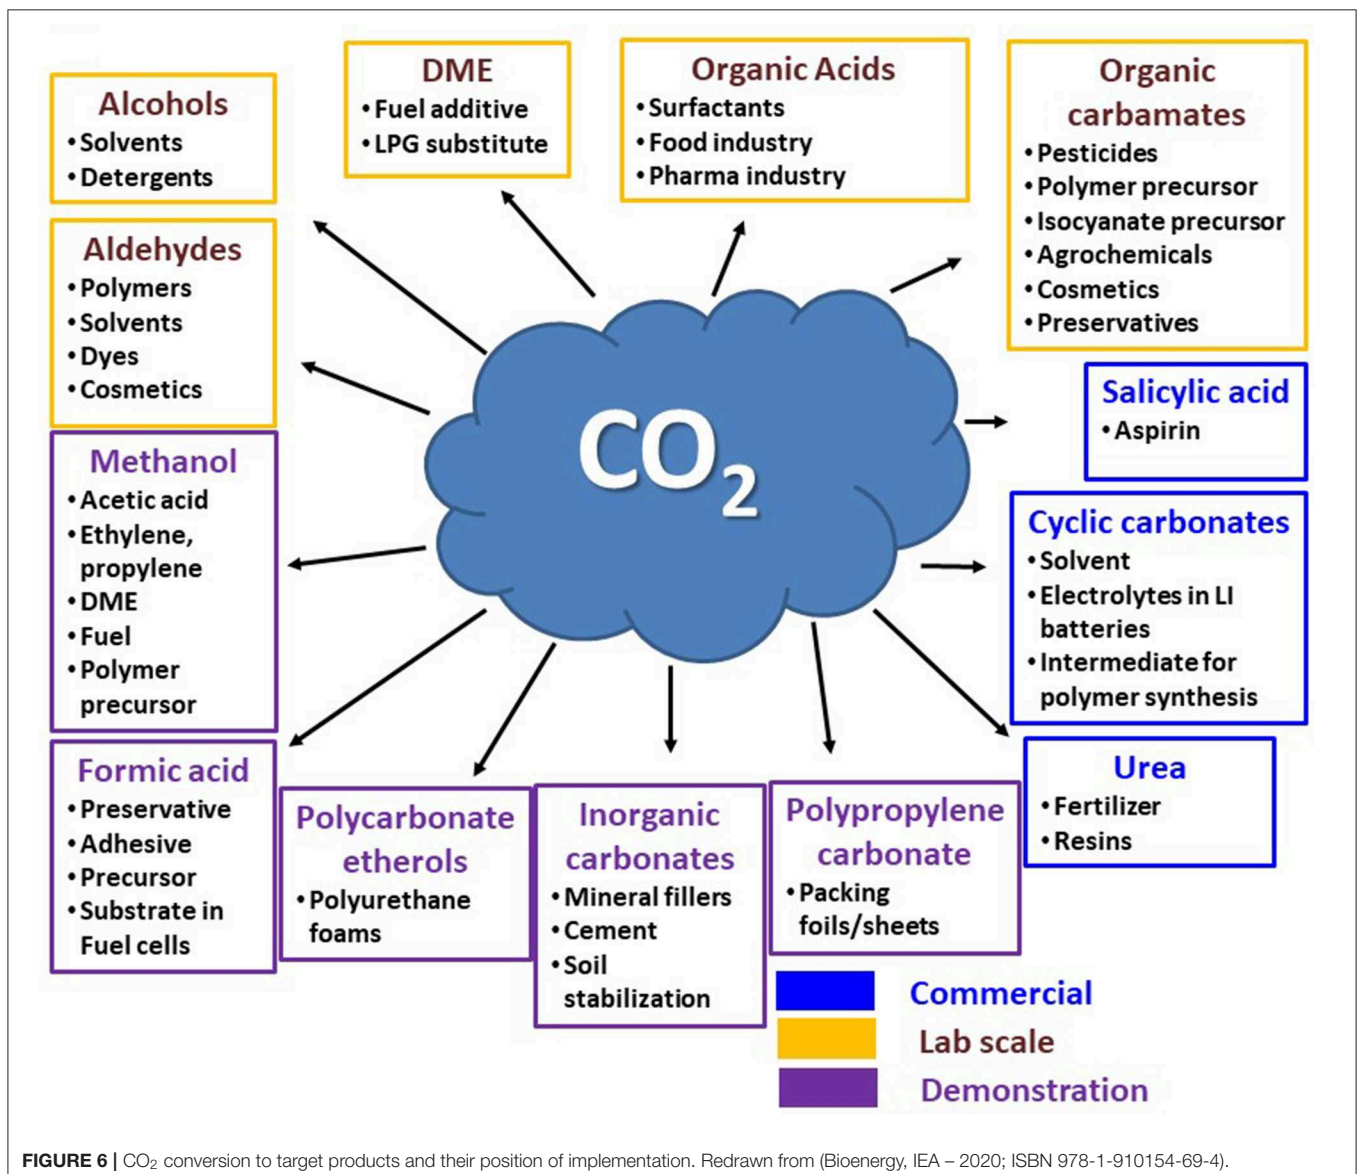 Alcohols
• Solvents
• Detergents
DME
• Fuel additive
• LPG substitute
Organic Acids
• Surfactants
• Food industry
• Pharma industry
Organic
carbamates
• Pesticides
• Polymer precursor
• Isocyanate precursor
• Agrochemicals
• Cosmetics
• Preservatives
Aldehydes
• Polymers
• Solvents
• Dyes
• Cosmetics
CO₂
Salicylic acid
• Aspirin
Methanol
• Acetic acid
• Ethylene,
propylene
• DME
• Fuel
• Polymer
precursor
Cyclic carbonates
• Solvent
• Electrolytes in LI
batteries
• Intermediate for
polymer synthesis
Formic acid
• Preservative
• Adhesive
• Precursor
• Substrate in
Fuel cells
Polycarbonate
etherols
• Polyurethane
foams
Inorganic
carbonates
• Mineral fillers
• Cement
• Soil
stabilization
Polypropylene
carbonate
• Packing
foils/sheets
Urea
• Fertilizer
• Resins
Commercial
Lab scale
Demonstration
FIGURE 6 | CO₂ conversion to target products and their position of implementation. Redrawn from (Bioenergy, IEA – 2020; ISBN 978-1-910154-69-4).